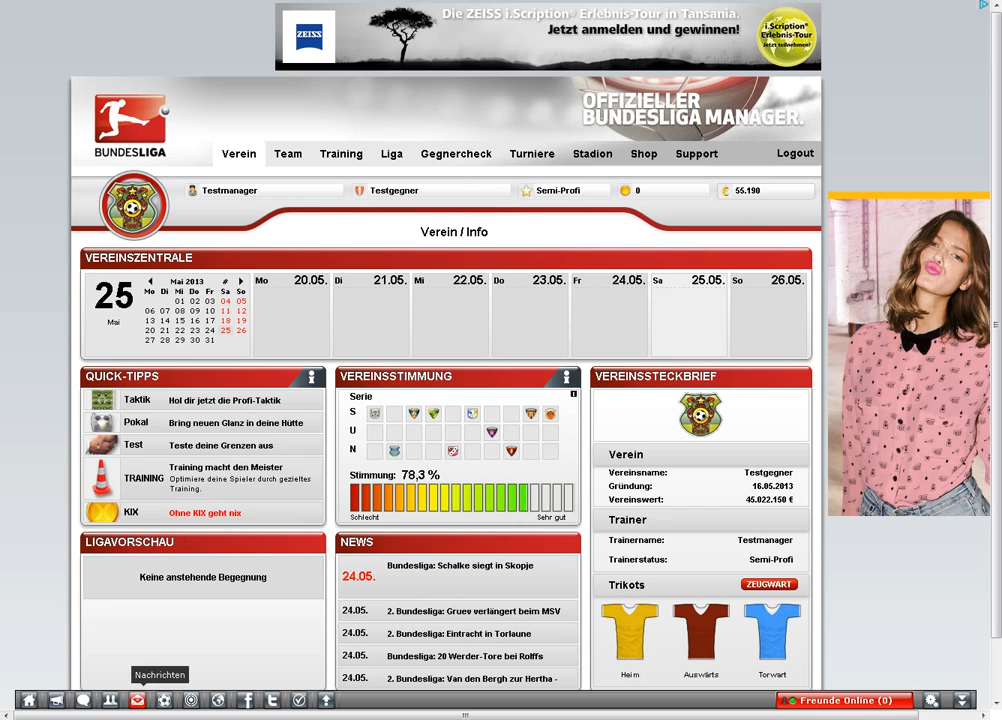 Die ZEISS i.Scription® Erlebnis-Tour in Tansania.
Jetzt anmelden und gewinnen!
ZEISS
i.Scription®
Erlebnis-Tour
Jetzt teilnehmen!
OFFIZIELLER
BUNDESLIGA MANAGER.
BUNDESLIGA
Verein Team Training Liga Gegnercheck Turniere Stadion Shop Support Logout
Testmanager Testgegner Semi-Profi 0 € 55.190
Verein / Info
VEREINSZENTRALE
25
Mai
Mai 2013 #
Mo Di Mi Do Fr Sa So
01 02 03 04 05
06 07 08 09 10 11 12
13 14 15 16 17 18 19
20 21 22 23 24 25 26
27 28 29 30 31
Mo 20.05. Di 21.05. Mi 22.05. Do 23.05. Fr 24.05. Sa 25.05. So 26.05.
QUICK-TIPPS
Taktik Hol dir jetzt die Profi-Taktik
Pokal Bring neuen Glanz in deine Hütte
Test Teste deine Grenzen aus
TRAINING Training macht den Meister
Optimiere deine Spieler durch gezieltes
Training.
KIX Ohne KIX geht nix
VEREINSSTIMMUNG
Serie
S
U
N
Stimmung: 78,3 %
Schlecht Sehr gut
VEREINSSTECKBRIEF
Verein
Vereinsname: Testgegner
Gründung: 16.05.2013
Vereinswert: 45.022.150 €
Trainer
Trainername: Testmanager
Trainerstatus: Semi-Profi
Trikots ZEUGWART
Heim Auswärts Torwart
LIGAVORSCHAU
Keine anstehende Begegnung
NEWS
24.05. Bundesliga: Schalke siegt in Skopje
24.05. 2. Bundesliga: Gruev verlängert beim MSV
24.05. 2. Bundesliga: Eintracht in Torlaune
24.05. Bundesliga: 20 Werder-Tore bei Rolffs
24.05. 2. Bundesliga: Van den Bergh zur Hertha -
Nachrichten
Freunde Online (0)